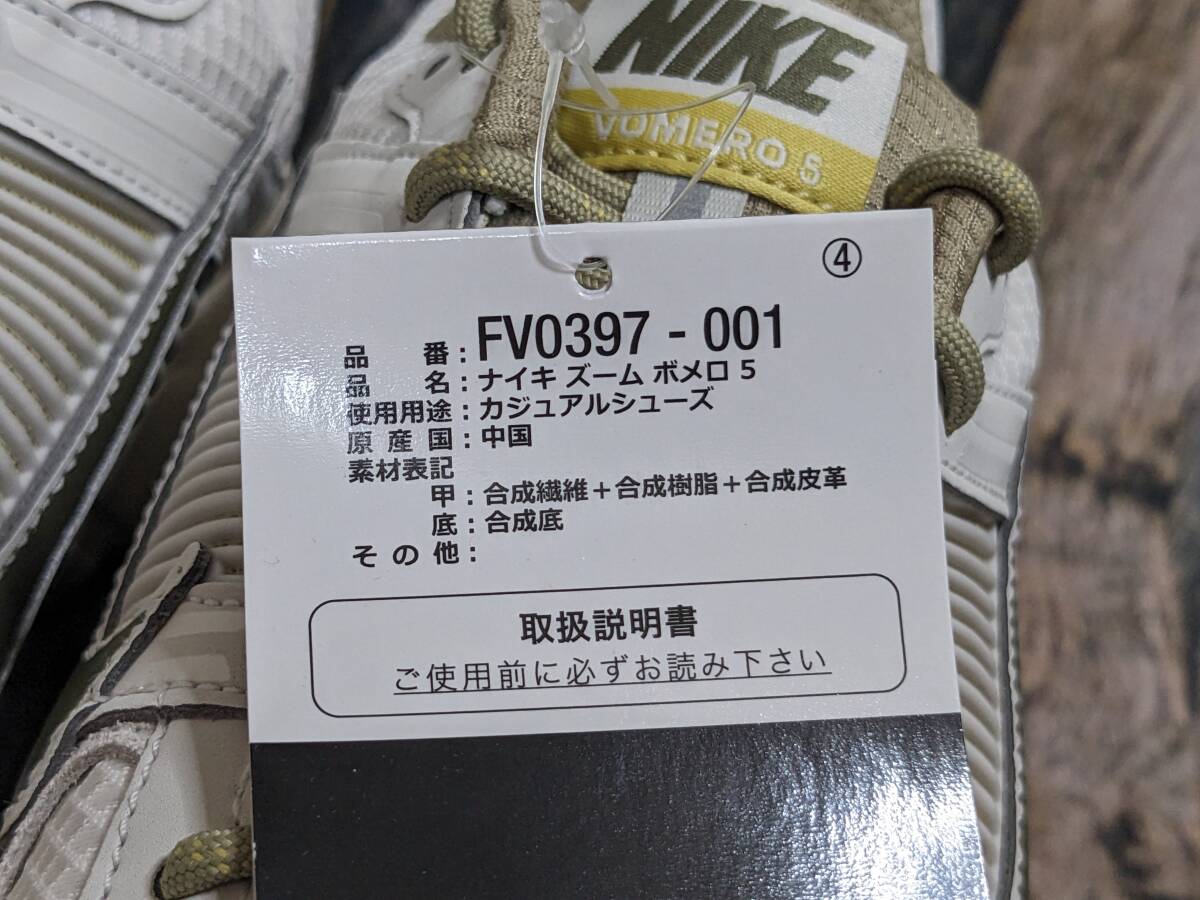 NIKE
VOMERO 5
④
品番：FV0397 - 001
品名：ナイキ ズーム ボメロ 5
使用用途：カジュアルシューズ
原産国：中国
素材表記
甲：合成繊維＋合成樹脂＋合成皮革
底：合成底
その他：
取扱説明書
ご使用前に必ずお読み下さい